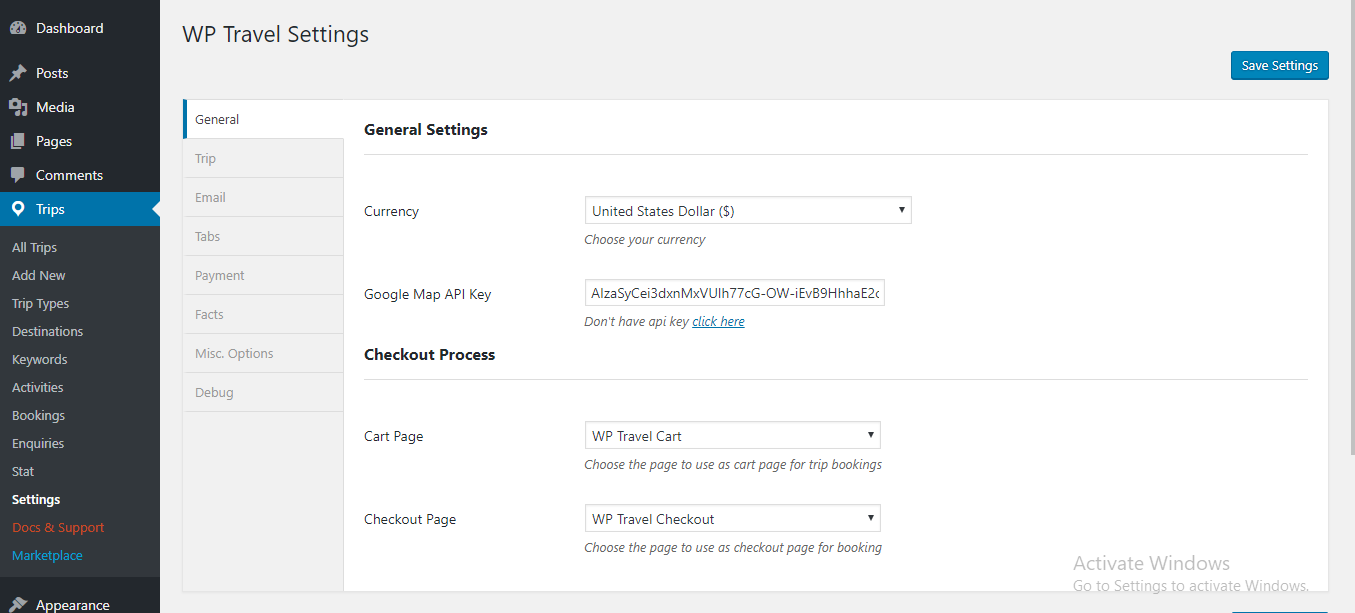 Dashboard
Posts
Media
Pages
Comments
Trips
All Trips
Add New
Trip Types
Destinations
Keywords
Activities
Bookings
Enquiries
Stat
Settings
Docs & Support
Marketplace
Appearance
WP Travel Settings
Save Settings
General
Trip
Email
Tabs
Payment
Facts
Misc. Options
Debug
General Settings
Currency
United States Dollar ($)
Choose your currency
Google Map API Key
Don't have api key click here
Checkout Process
Cart Page
WP Travel Cart
Choose the page to use as cart page for trip bookings
Checkout Page
WP Travel Checkout
Choose the page to use as checkout page for booking
Activate Windows
Go to Settings to activate Windows.